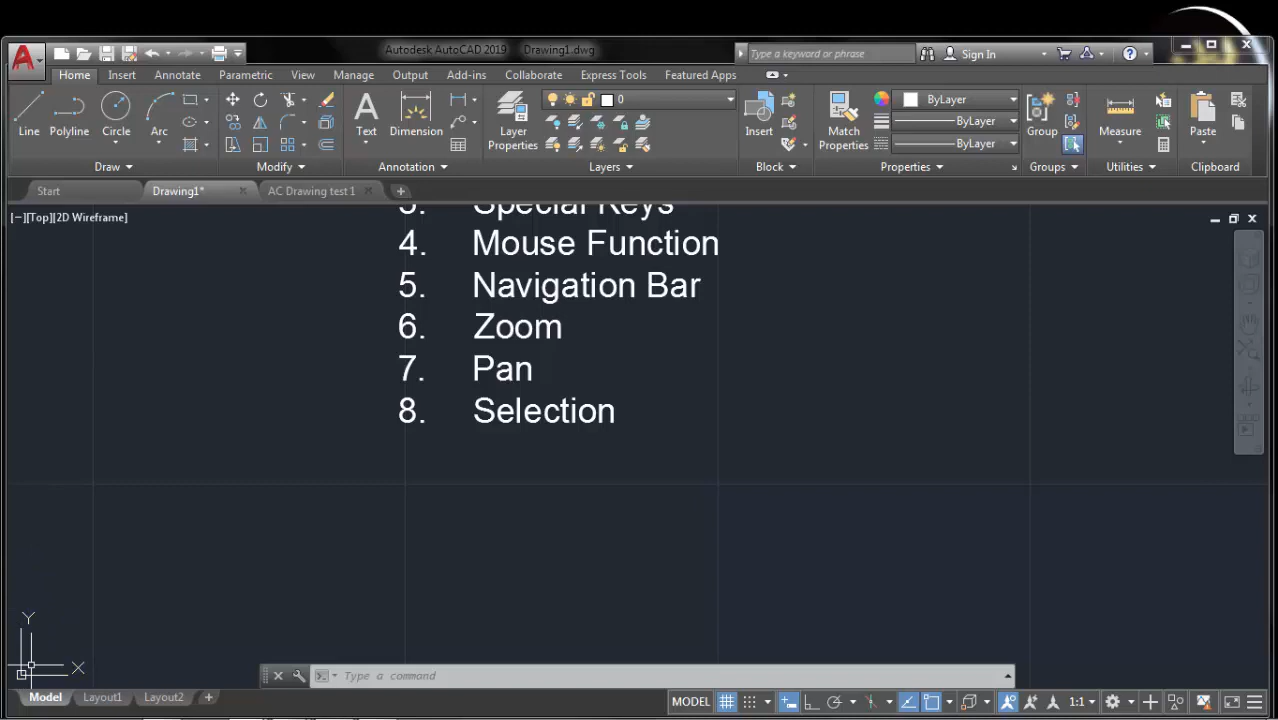 Autodesk AutoCAD 2019 Drawing1.dwg
Type a keyword or phrase
Sign In
Home Insert Annotate Parametric View Manage Output Add-ins Collaborate Express Tools Featured Apps
0
ByLayer
ByLayer
ByLayer
Line Polyline Circle Arc Text Dimension Layer Properties Insert Match Properties Group Measure Paste
Draw Modify Annotation Layers Block Properties Groups Utilities Clipboard
Start Drawing1* AC Drawing test 1
[−][Top][2D Wireframe]
3. Special Keys
4. Mouse Function
5. Navigation Bar
6. Zoom
7. Pan
8. Selection
Y
X
Type a command
Model Layout1 Layout2
MODEL 1:1